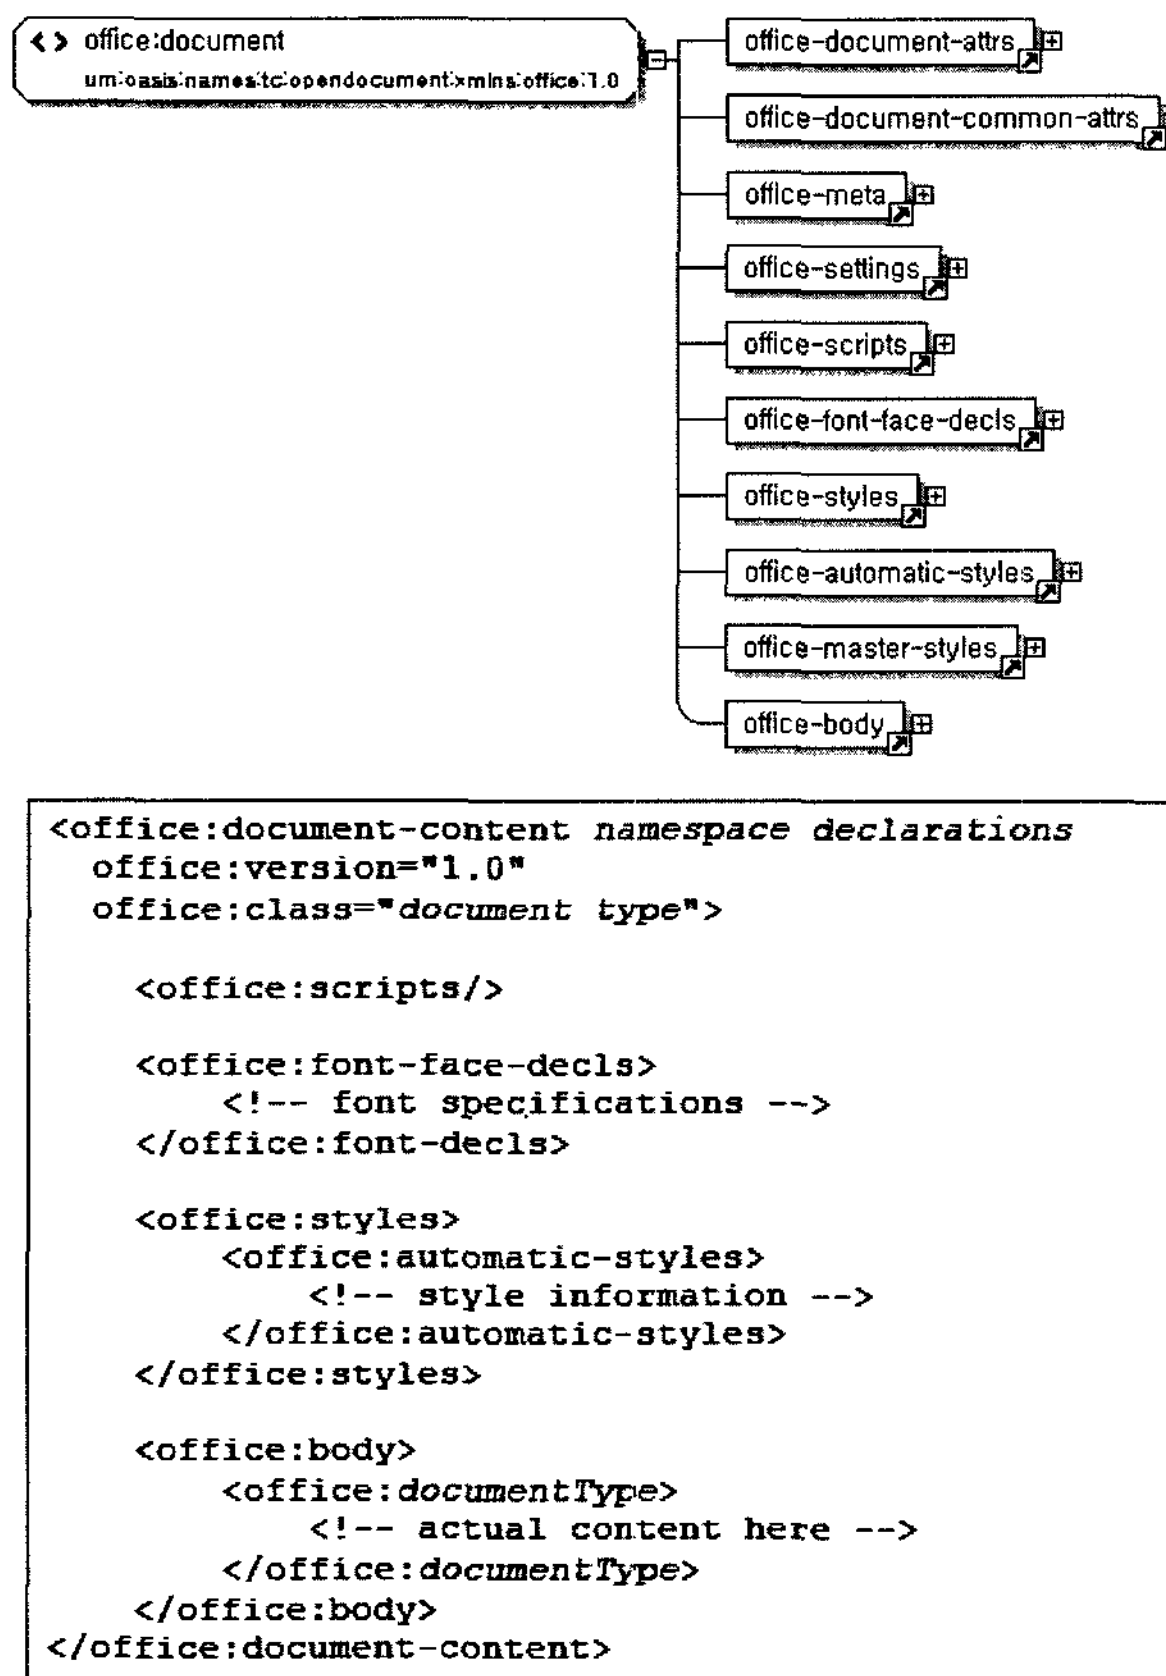 office:document
urn:oasis:names:tc:opendocument:xmlns:office:1.0
office-document-attrs
office-document-common-attrs
office-meta
office-settings
office-scripts
office-font-face-decls
office-styles
office-automatic-styles
office-master-styles
office-body
<office:document-content namespace declarations
office:version="1.0"
office:class="document type">
<office:scripts/>
<office:font-face-decls>
<!-- font specifications -->
</office:font-decls>
<office:styles>
<office:automatic-styles>
<!-- style information -->
</office:automatic-styles>
</office:styles>
<office:body>
<office:documentType>
<!-- actual content here -->
</office:documentType>
</office:body>
</office:document-content>